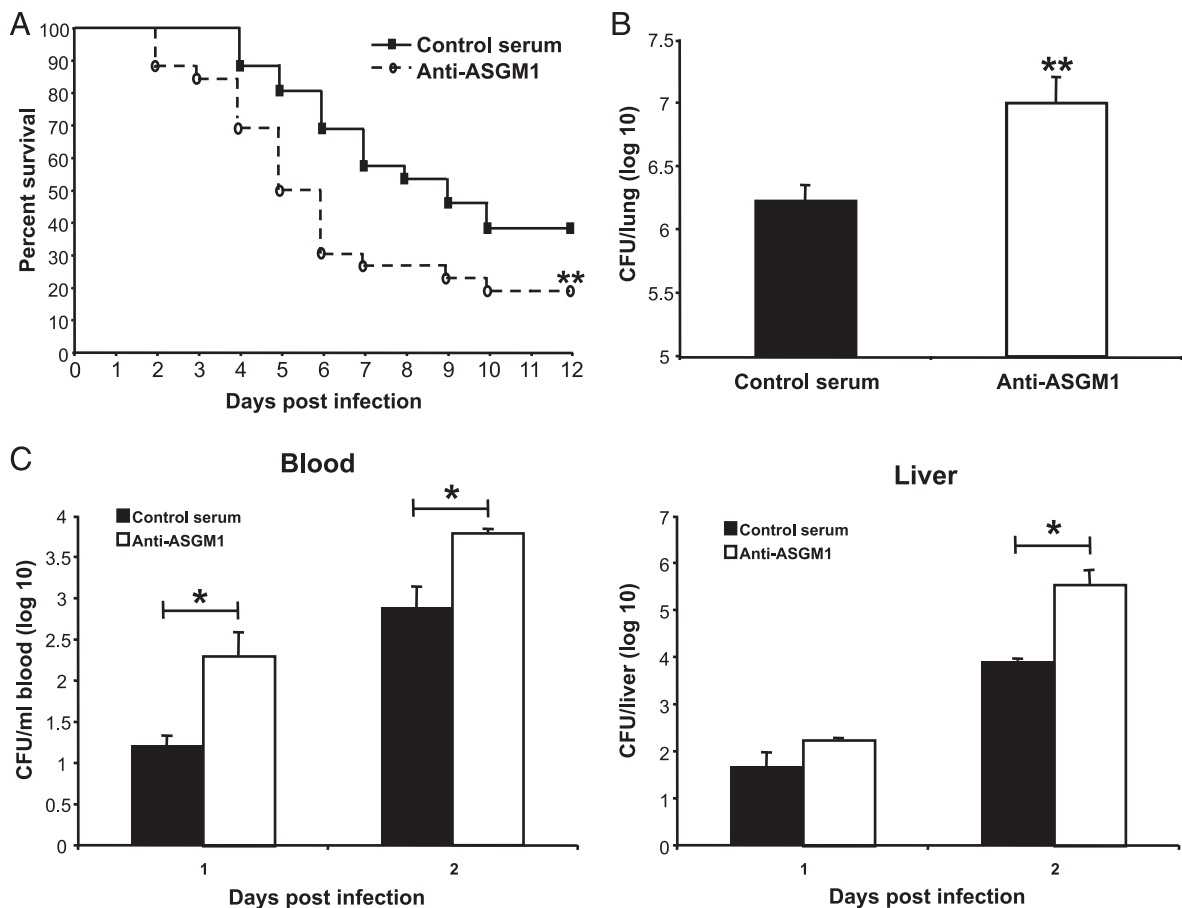 A
Percent survival
100
90
80
70
60
50
40
30
20
10
0
Control serum
Anti-ASGM1
**
0 1 2 3 4 5 6 7 8 9 10 11 12
Days post infection
B
CFU/lung (log 10)
7.5
7
6.5
6
5.5
5
**
Control serum Anti-ASGM1
C
Blood
Control serum
Anti-ASGM1
CFU/ml blood (log 10)
4
3.5
3
2.5
2
1.5
1
0.5
0
*
*
1 2
Days post infection
Liver
Control serum
Anti-ASGM1
CFU/liver (log 10)
7
6
5
4
3
2
1
0
*
1 2
Days post infection